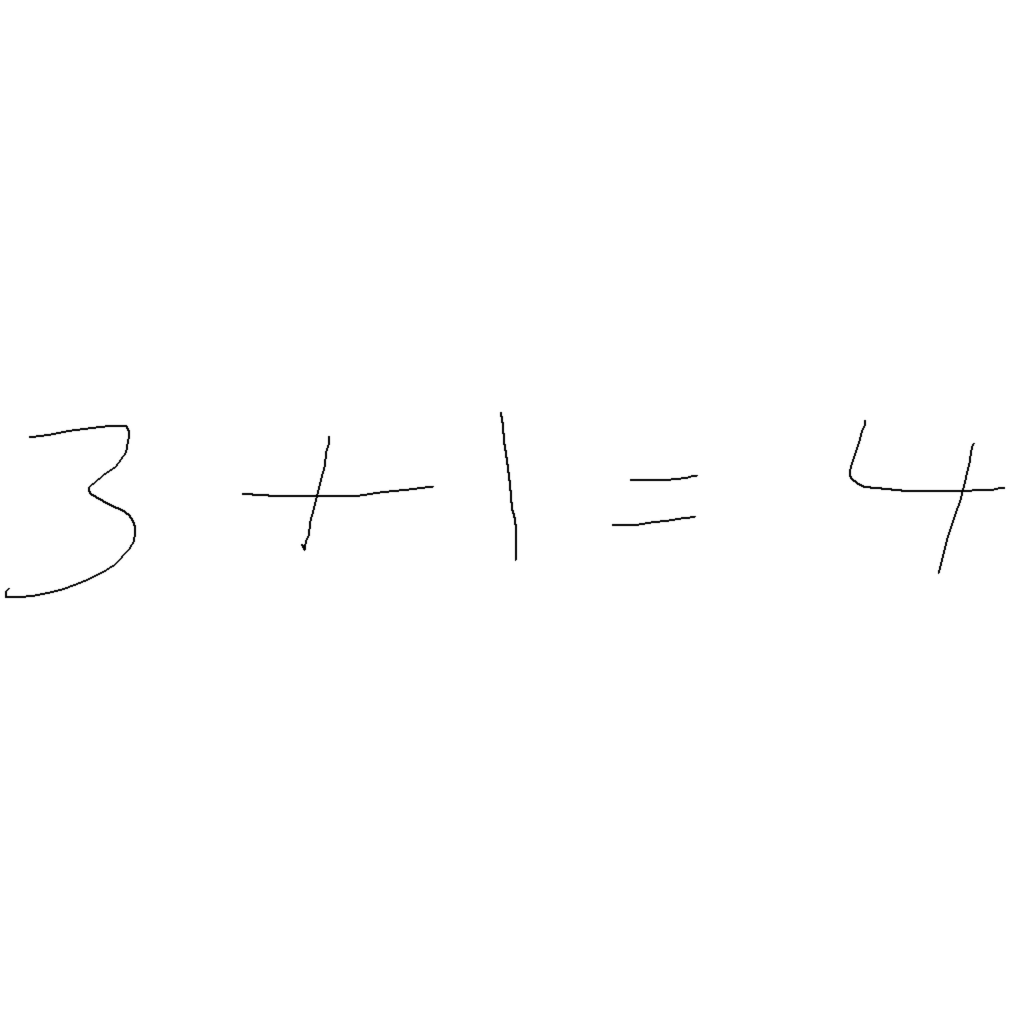 3 + 1 = 4